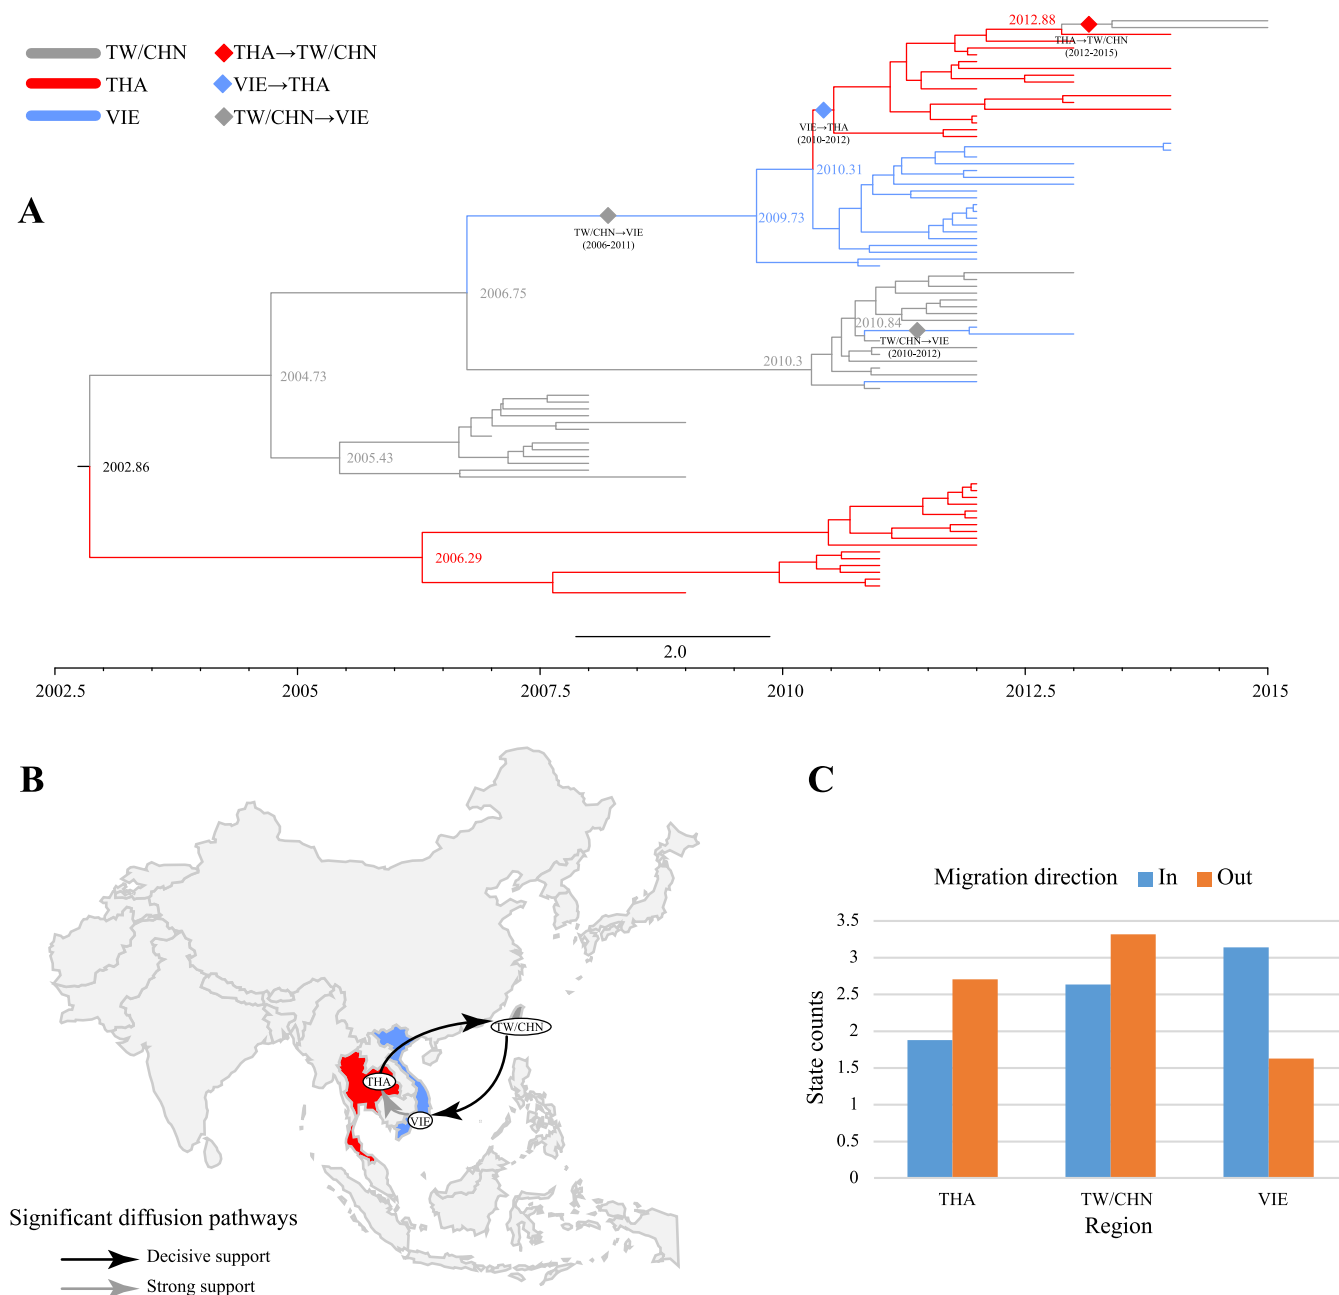 TW/CHN
THA→TW/CHN
THA
VIE→THA
VIE
TW/CHN→VIE
A
2012.88
THA→TW/CHN
(2012-2015)
VIE→THA
(2010-2012)
2010.31
2009.73
TW/CHN→VIE
(2006-2011)
2006.75
2010.84
TW/CHN→VIE
(2010-2012)
2010.3
2004.73
2005.43
2002.86
2006.29
2.0
2002.5
2005
2007.5
2010
2012.5
2015
B
TW/CHN
THA
VIE
Significant diffusion pathways
Decisive support
Strong support
C
Migration direction In Out
State counts
3.5
3
2.5
2
1.5
1
0.5
0
THA
TW/CHN
VIE
Region